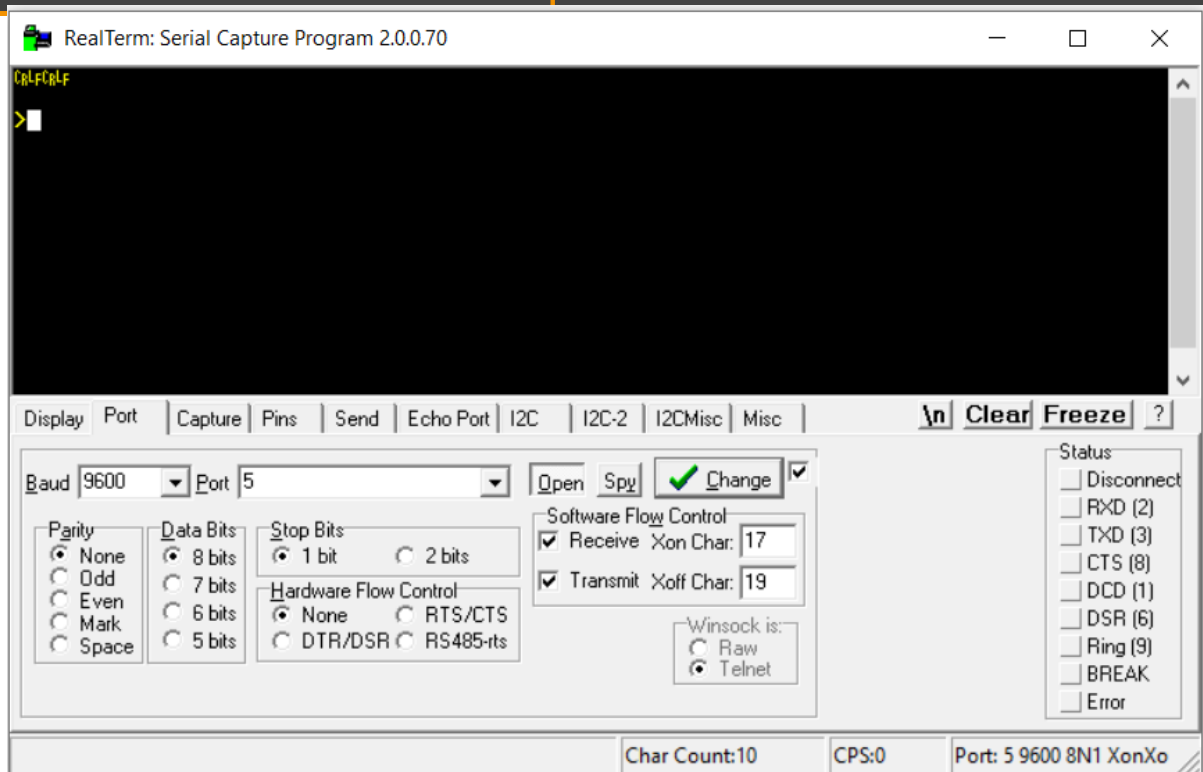 RealTerm: Serial Capture Program 2.0.0.70
CRLFCRLF
>
Display Port Capture Pins Send Echo Port I2C I2C-2 I2CMisc Misc \n Clear Freeze ?
Baud 9600 Port 5 Open Spy Change
Parity
None
Odd
Even
Mark
Space
Data Bits
8 bits
7 bits
6 bits
5 bits
Stop Bits
1 bit 2 bits
Hardware Flow Control
None RTS/CTS
DTR/DSR RS485-rts
Software Flow Control
Receive Xon Char: 17
Transmit Xoff Char: 19
Winsock is:
Raw
Telnet
Status
Disconnect
RXD (2)
TXD (3)
CTS (8)
DCD (1)
DSR (6)
Ring (9)
BREAK
Error
Char Count:10 CPS:0 Port: 5 9600 8N1 XonXo